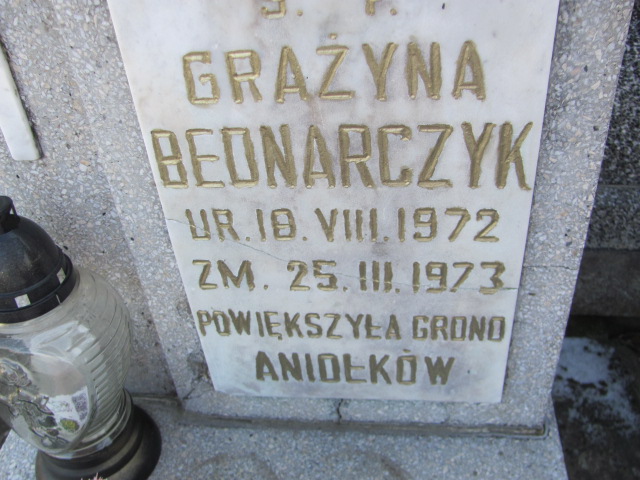 Ś. P.
GRAŻYNA
BEDNARCZYK
UR. 18. VIII. 1972
ZM. 25. III. 1973
POWIĘKSZYŁA GRONO
ANIOŁKÓW